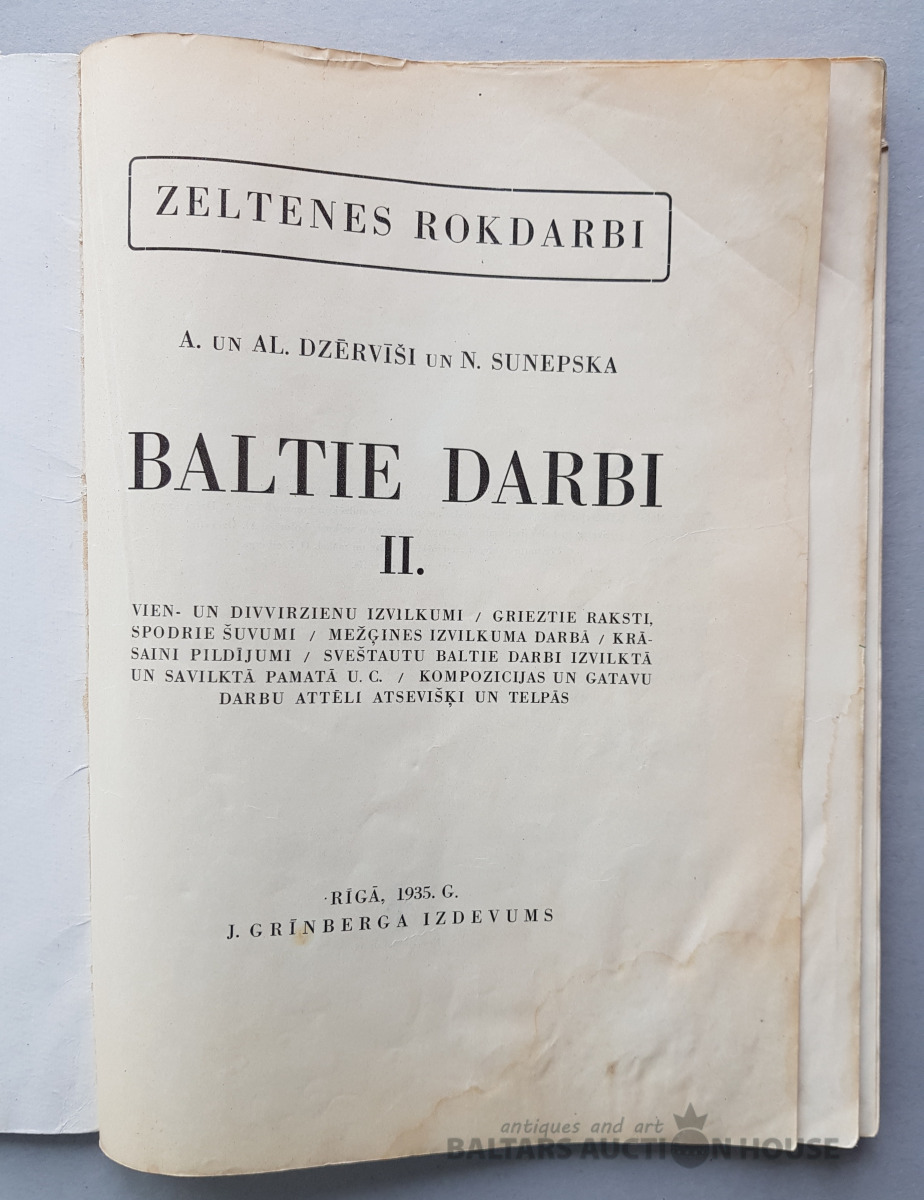 ZELTENES ROKDARBI
A. UN AL. DZĒRVĪŠI UN N. SUNEPSKA
BALTIE DARBI
II.
VIEN- UN DIVVIRZIENU IZVILKUMI / GRIEZTIE RAKSTI,
SPODRIE ŠUVUMI / MEŽĢINES IZVILKUMA DARBĀ / KRĀ-
SAINI PILDĪJUMI / SVEŠTAUTU BALTIE DARBI IZVILKTĀ
UN SAVILKTĀ PAMATĀ U. C. / KOMPOZICIJAS UN GATAVU
DARBU ATTĒLI ATSEVIŠĶI UN TELPĀS
RĪGĀ, 1935. G.
J. GRĪNBERGA IZDEVUMS
antiques and art
BALTARS AUCTION HOUSE